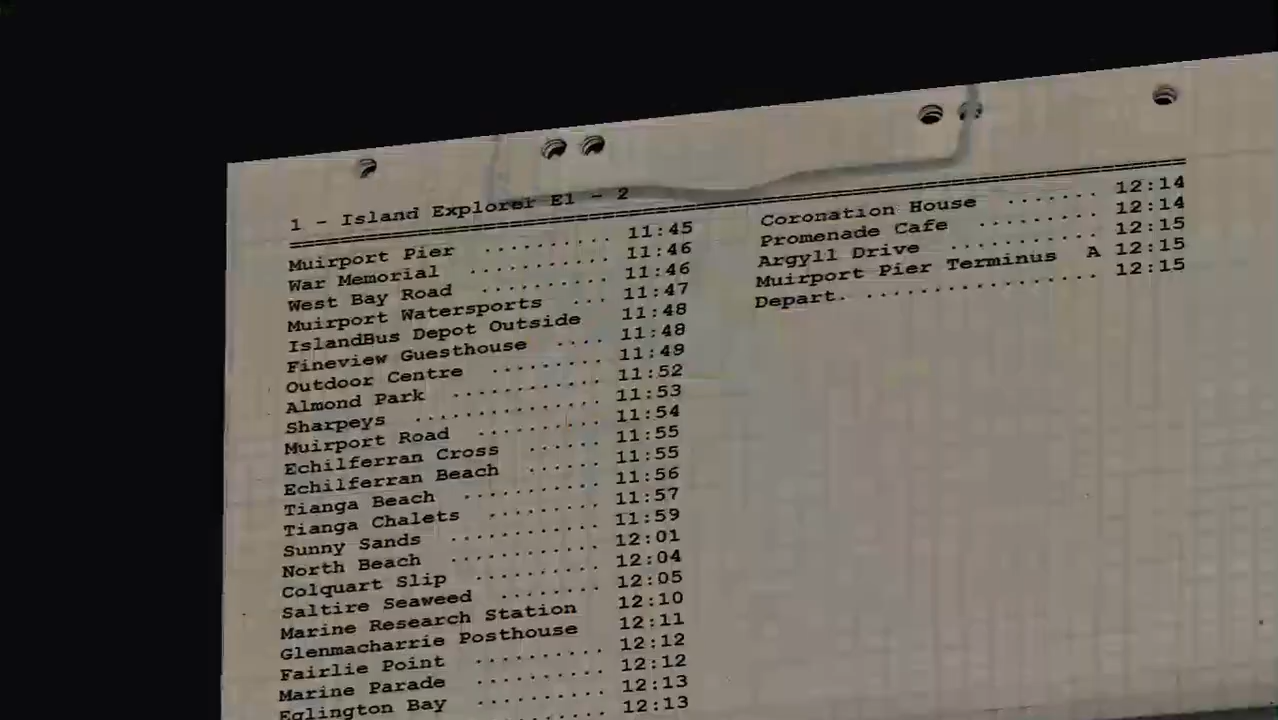 1 - Island Explorer E1 - 2
Muirport Pier .......... 11:45
War Memorial ........... 11:46
West Bay Road .......... 11:46
Muirport Watersports ... 11:47
IslandBus Depot Outside 11:48
Fineview Guesthouse .... 11:48
Outdoor Centre ......... 11:49
Almond Park ............ 11:52
Sharpeys ............... 11:53
Muirport Road .......... 11:54
Echilferran Cross ...... 11:55
Echilferran Beach ...... 11:55
Tianga Beach ........... 11:56
Tianga Chalets ......... 11:57
Sunny Sands ............ 11:59
North Beach ............ 12:01
Colquart Slip .......... 12:04
Saltire Seaweed ........ 12:05
Marine Research Station 12:10
Glenmacharrie Posthouse 12:11
Fairlie Point .......... 12:12
Marine Parade .......... 12:12
Eglington Bay .......... 12:13
....... 12:13
Coronation House ....... 12:14
Promenade Cafe ......... 12:14
Argyll Drive ........... 12:15
Muirport Pier Terminus A 12:15
Depart. ................ 12:15